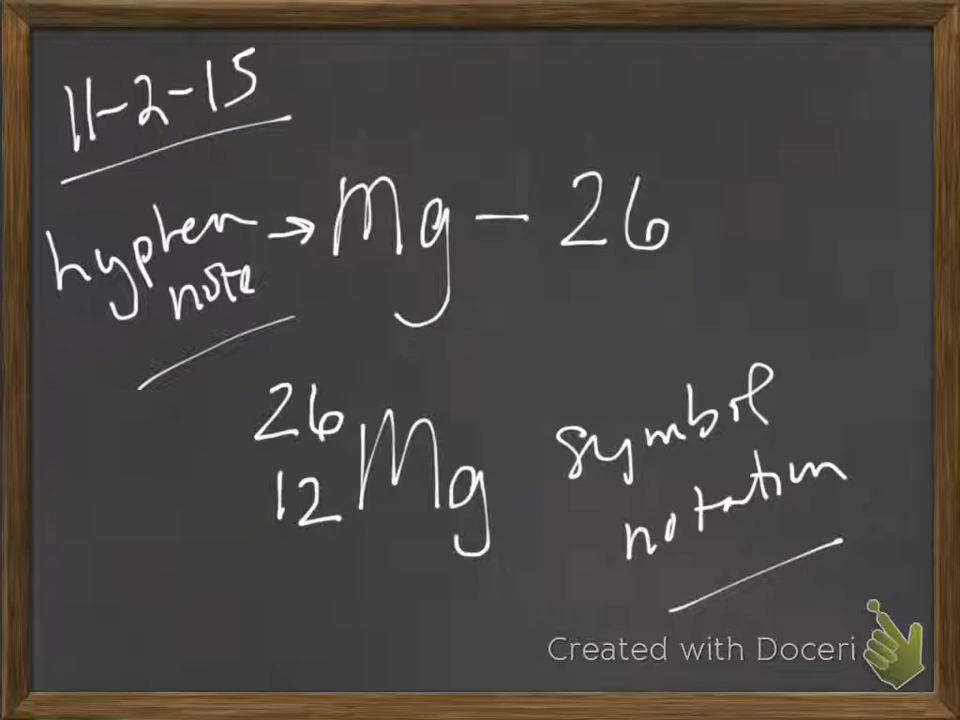 11-2-15
hyphen → Mg - 26
note
26
12 Mg
symbol
notation
Created with Doceri